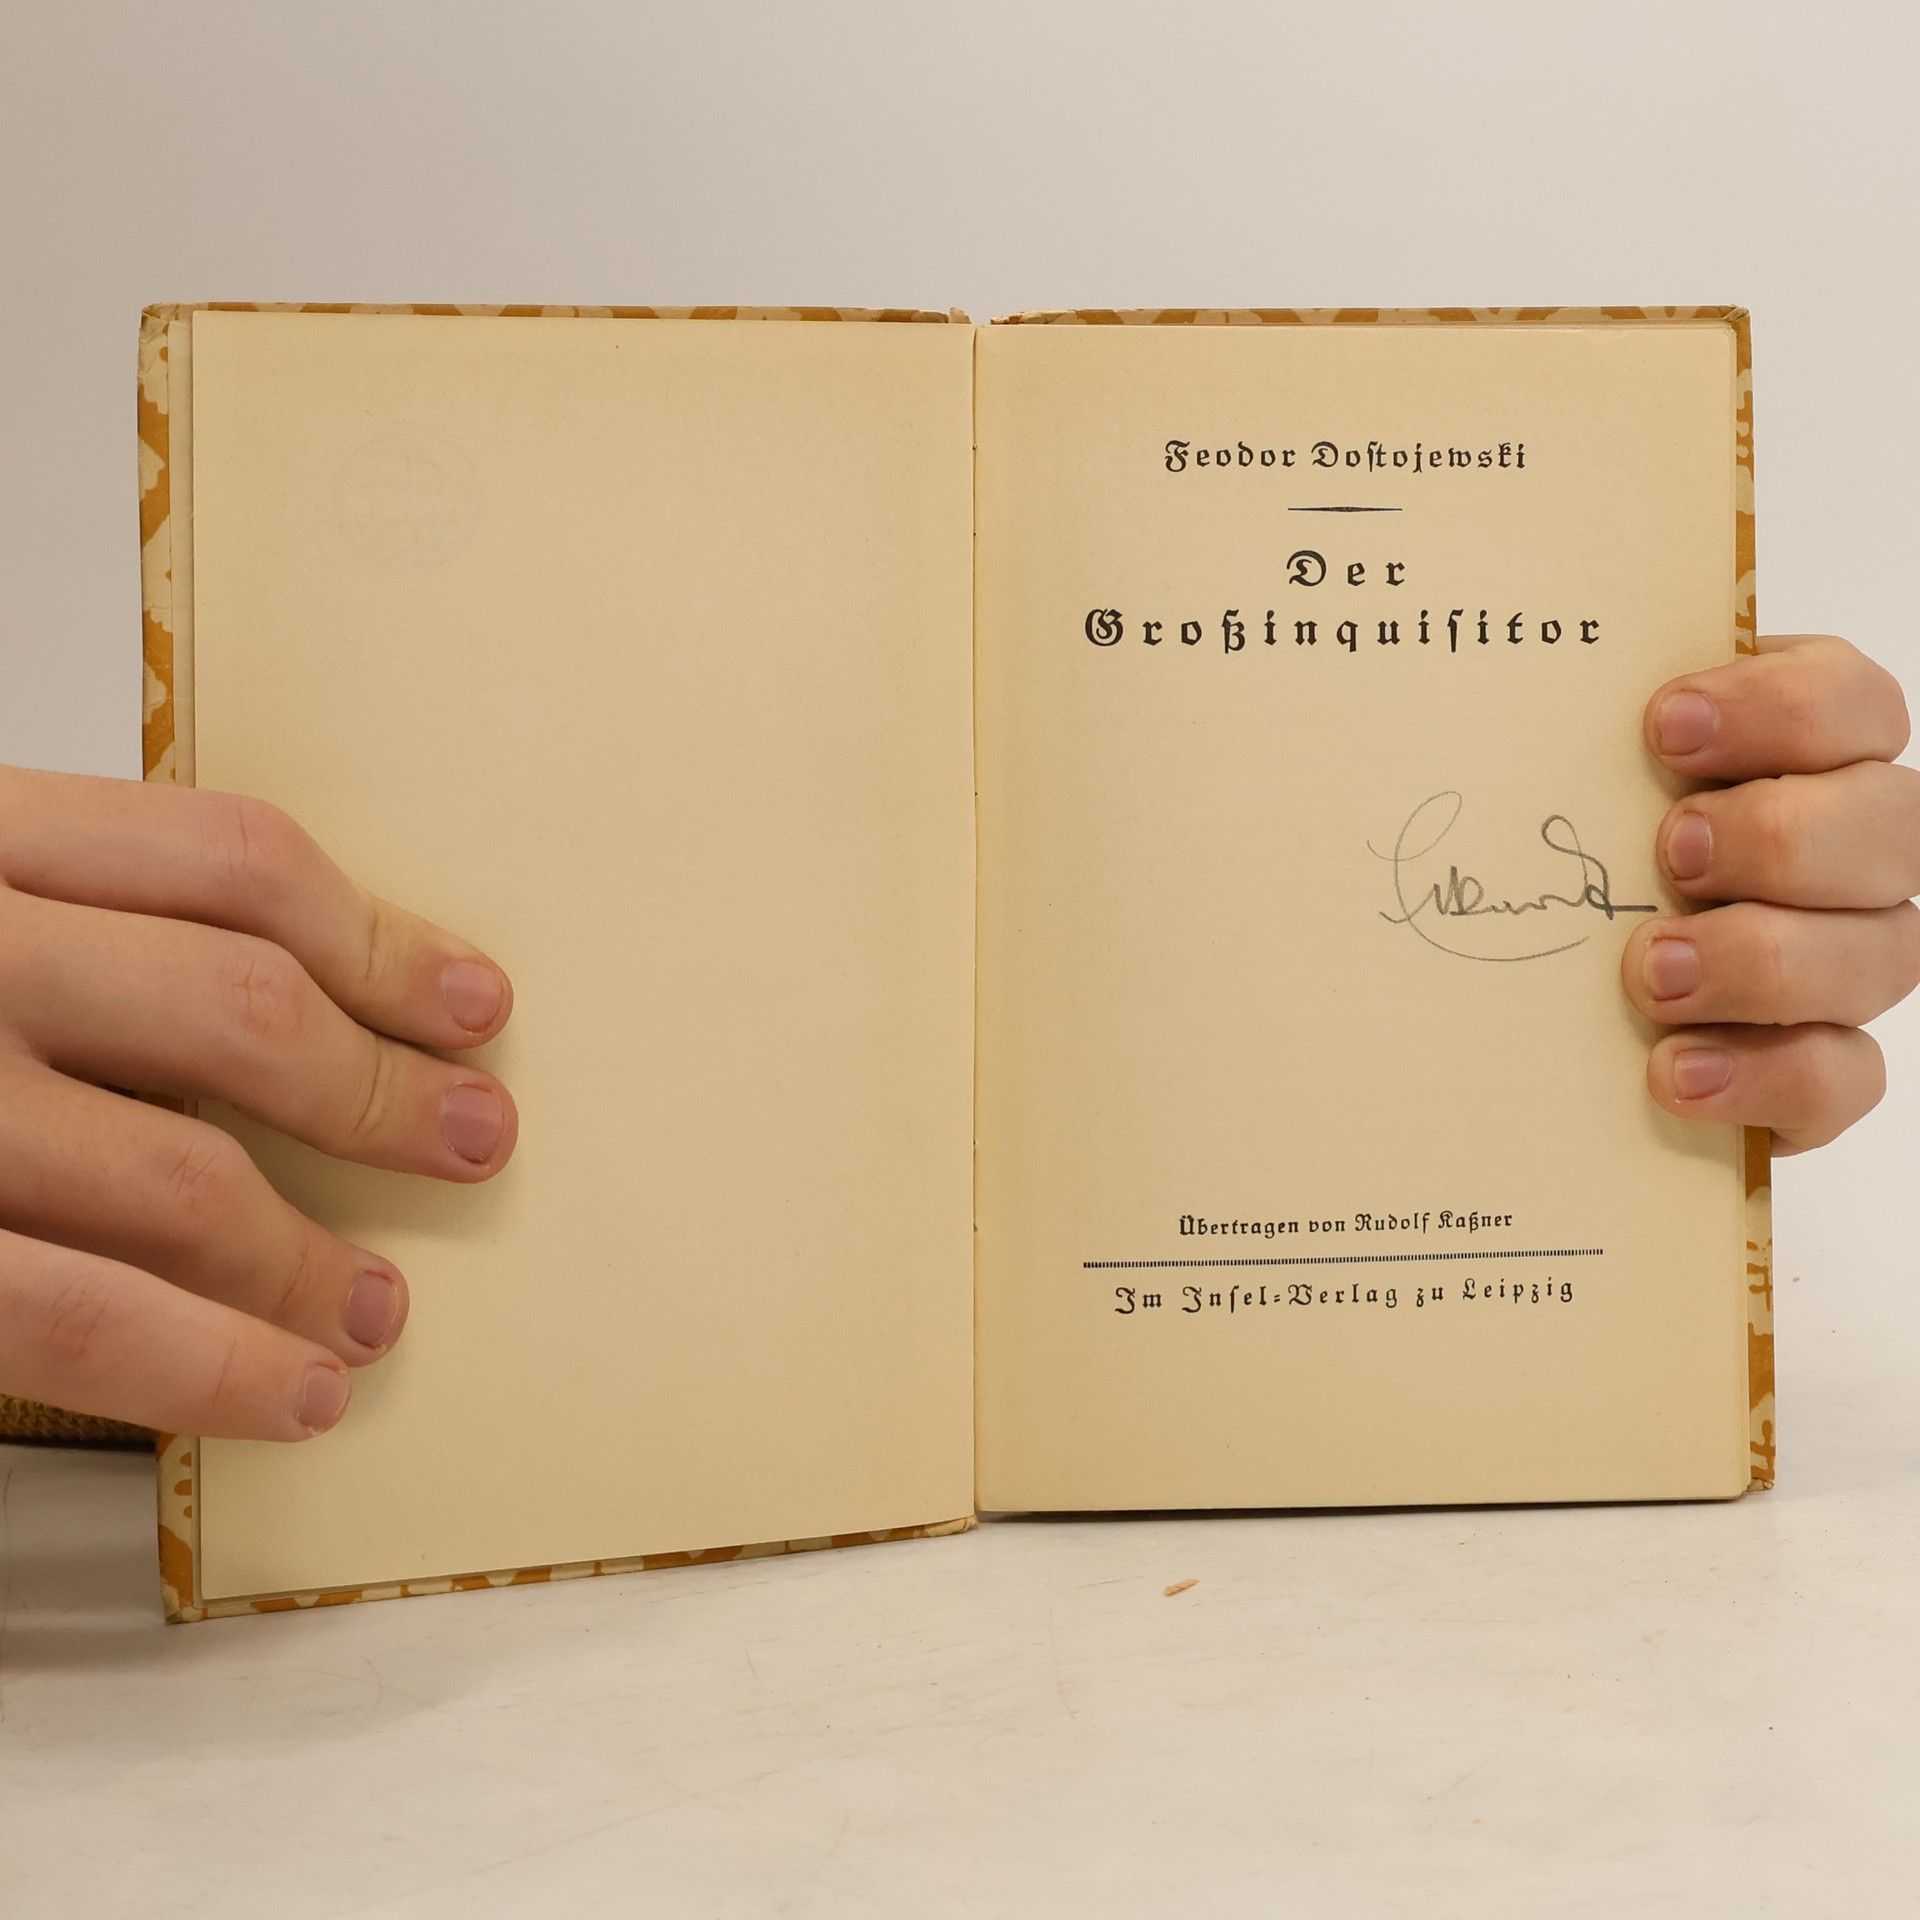 Feodor Doſtojewski
Der
Großinquiſitor
Übertragen von Rudolf Kaßner
Im Inſel=Verlag zu Leipzig